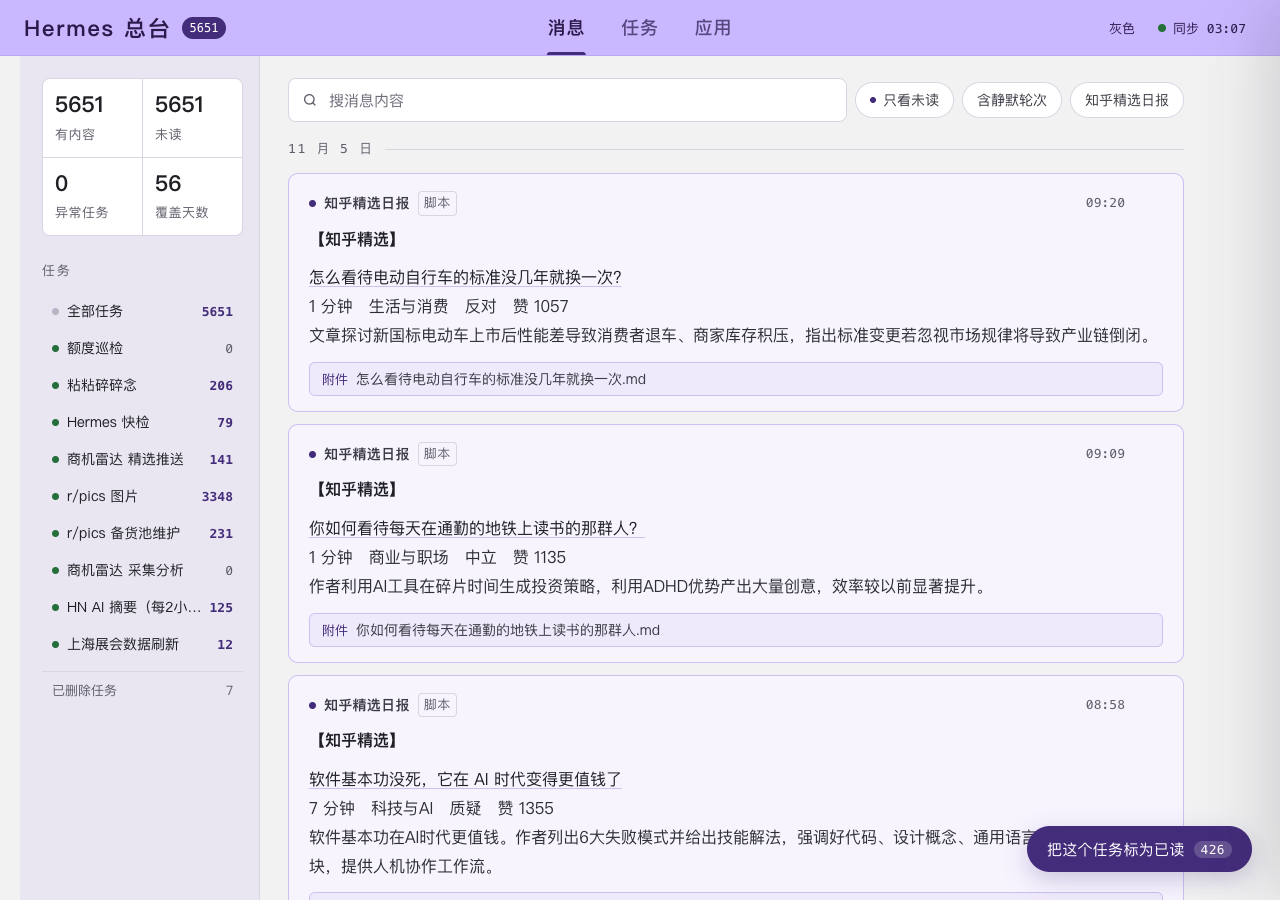 Hermes 总台 5651
消息 任务 应用
灰色 同步 03:07
5651 5651
有内容 未读
0 56
异常任务 覆盖天数
任务
全部任务 5651
额度巡检 0
粘粘碎碎念 206
Hermes 快检 79
商机雷达 精选推送 141
r/pics 图片 3348
r/pics 备货池维护 231
商机雷达 采集分析 0
HN AI 摘要（每2小… 125
上海展会数据刷新 12
已删除任务 7
搜消息内容
只看未读 含静默轮次 知乎精选日报
11 月 5 日
知乎精选日报 脚本 09:20
【知乎精选】
怎么看待电动自行车的标准没几年就换一次?
1 分钟 生活与消费 反对 赞 1057
文章探讨新国标电动车上市后性能差导致消费者退车、商家库存积压，指出标准变更若忽视市场规律将导致产业链倒闭。
附件 怎么看待电动自行车的标准没几年就换一次.md
知乎精选日报 脚本 09:09
【知乎精选】
你如何看待每天在通勤的地铁上读书的那群人？
1 分钟 商业与职场 中立 赞 1135
作者利用AI工具在碎片时间生成投资策略，利用ADHD优势产出大量创意，效率较以前显著提升。
附件 你如何看待每天在通勤的地铁上读书的那群人.md
知乎精选日报 脚本 08:58
【知乎精选】
软件基本功没死，它在 AI 时代变得更值钱了
7 分钟 科技与AI 质疑 赞 1355
软件基本功在AI时代更值钱。作者列出6大失败模式并给出技能解法，强调好代码、设计概念、通用语言
块，提供人机协作工作流。
把这个任务标为已读 426